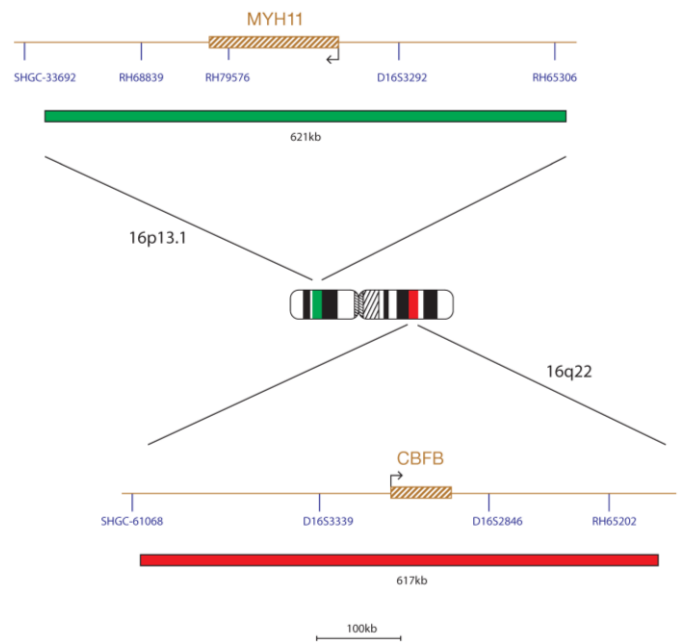 MYH11
SHGC-33692 RH68839 RH79576 D16S3292 RH65306
621kb
16p13.1
16q22
CBFB
SHGC-61068 D16S3339 D16S2846 RH65202
617kb
100kb